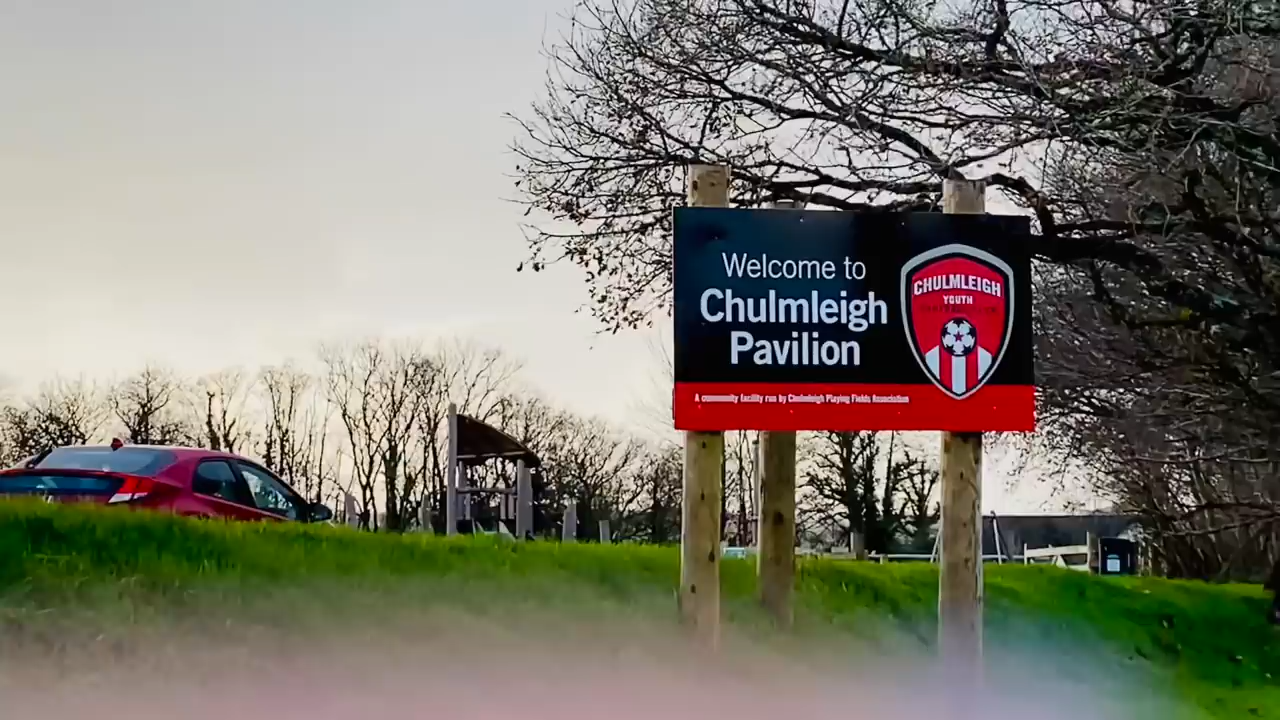 Welcome to
Chulmleigh
Pavilion
CHULMLEIGH
YOUTH
A community facility run by Chulmleigh Playing Fields Association